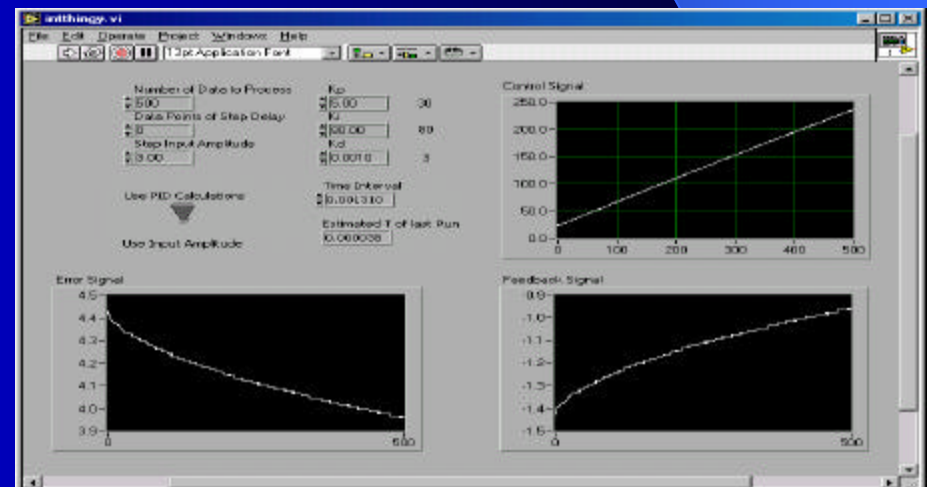 intthingy.vi
File Edit Operate Project Windows Help
13pt Application Font
Number of Data to Process
500
Data Points of Step Delay
0
Step Input Amplitude
3.00
Kp
30
Ki
80.00 80
Kd
0.0010 3
Use PID Calculations
Use Input Amplitude
Time Interval
0.001310
Estimated T of last Run
0.000038
Control Signal
250.0
200.0
150.0
100.0
50.0
0.0
0 100 200 300 400 500
Error Signal
4.5
4.4
4.3
4.2
4.1
4.0
3.9
0 500
Feedback Signal
-0.9
-1.0
-1.1
-1.2
-1.3
-1.4
-1.5
0 500